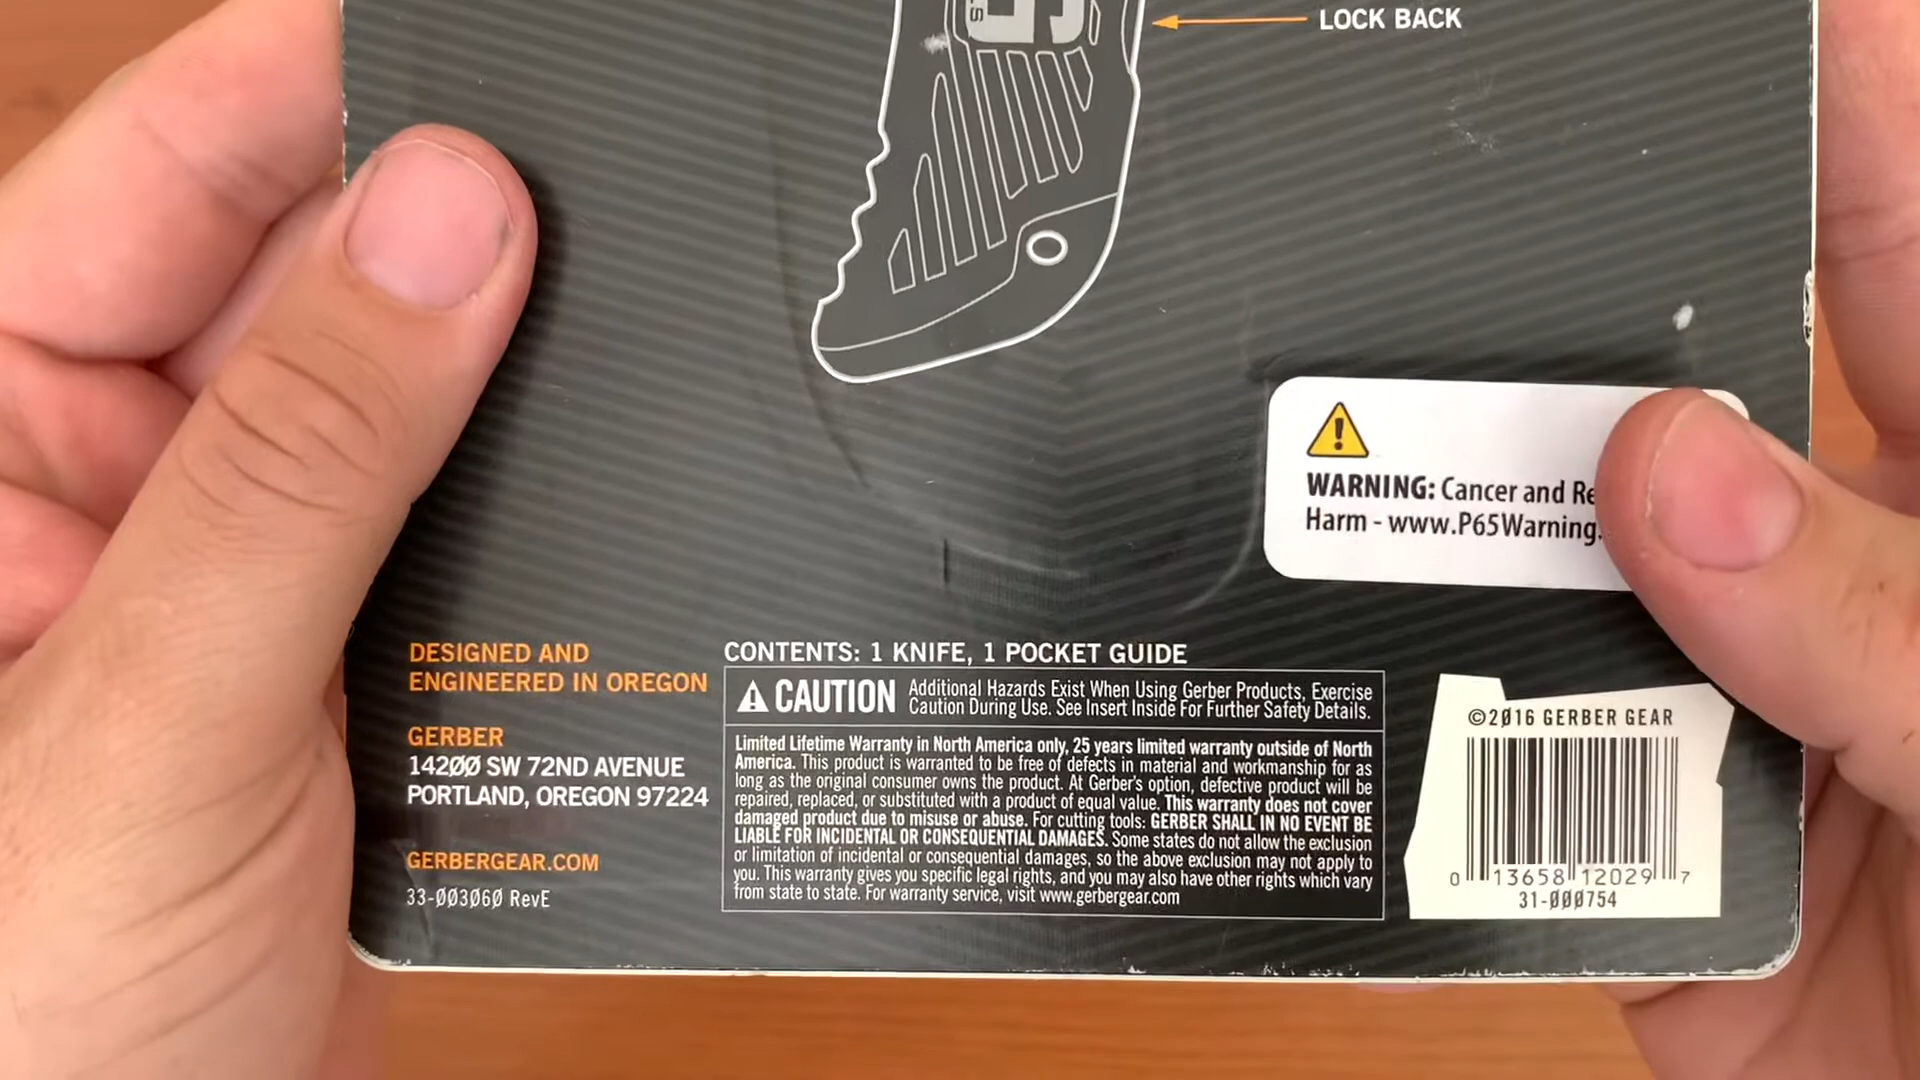 LOCK BACK
WARNING: Cancer and
Harm - www.P65Warning.
DESIGNED AND
ENGINEERED IN OREGON
GERBER
14200 SW 72ND AVENUE
PORTLAND, OREGON 97224
GERBERGEAR.COM
33-003060 RevE
CONTENTS: 1 KNIFE, 1 POCKET GUIDE
CAUTION
Additional Hazards Exist When Using Gerber Products, Exercise
Caution During Use. See Insert Inside For Further Safety Details.
Limited Lifetime Warranty in North America only, 25 years limited warranty outside of North
America. This product is warranted to be free of defects in material and workmanship for as
long as the original consumer owns the product. At Gerber's option, defective product will be
repaired, replaced, or substituted with a product of equal value. This warranty does not cover
damaged product due to misuse or abuse. For cutting tools: GERBER SHALL IN NO EVENT BE
LIABLE FOR INCIDENTAL OR CONSEQUENTIAL DAMAGES. Some states do not allow the exclusion
or limitation of incidental or consequential damages, so the above exclusion may not apply to
you. This warranty gives you specific legal rights, and you may also have other rights which vary
from state to state. For warranty service, visit www.gerbergear.com
©2016 GERBER GEAR
0 13658 12029 7
31-000754